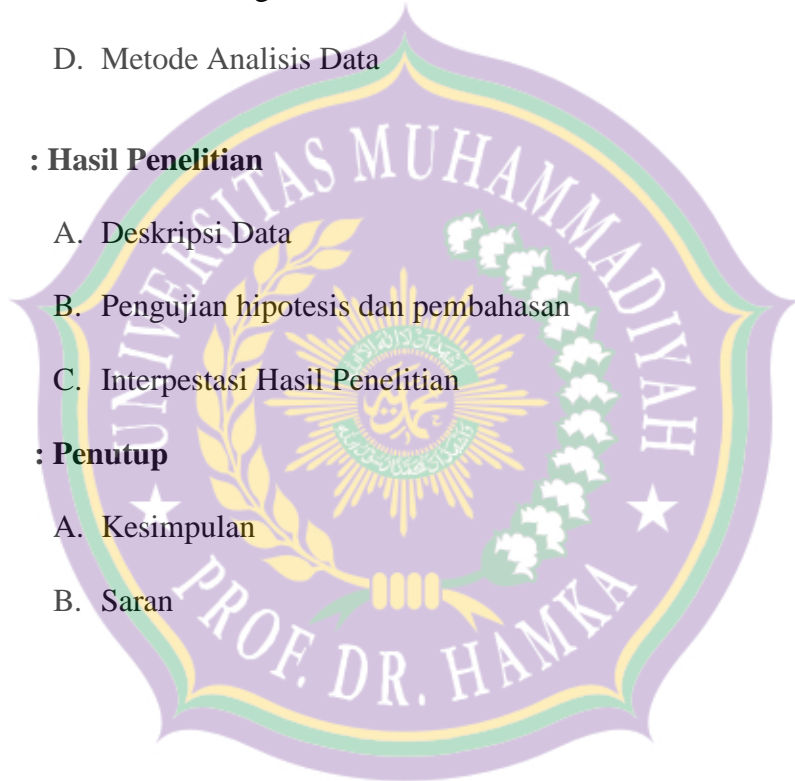 D. Metode Analisis Data
: Hasil Penelitian
A. Deskripsi Data
B. Pengujian hipotesis dan pembahasan
C. Interpestasi Hasil Penelitian
: Penutup
A. Kesimpulan
B. Saran
UNIVERSITAS MUHAMMADIYAH
PROF. DR. HAMKA